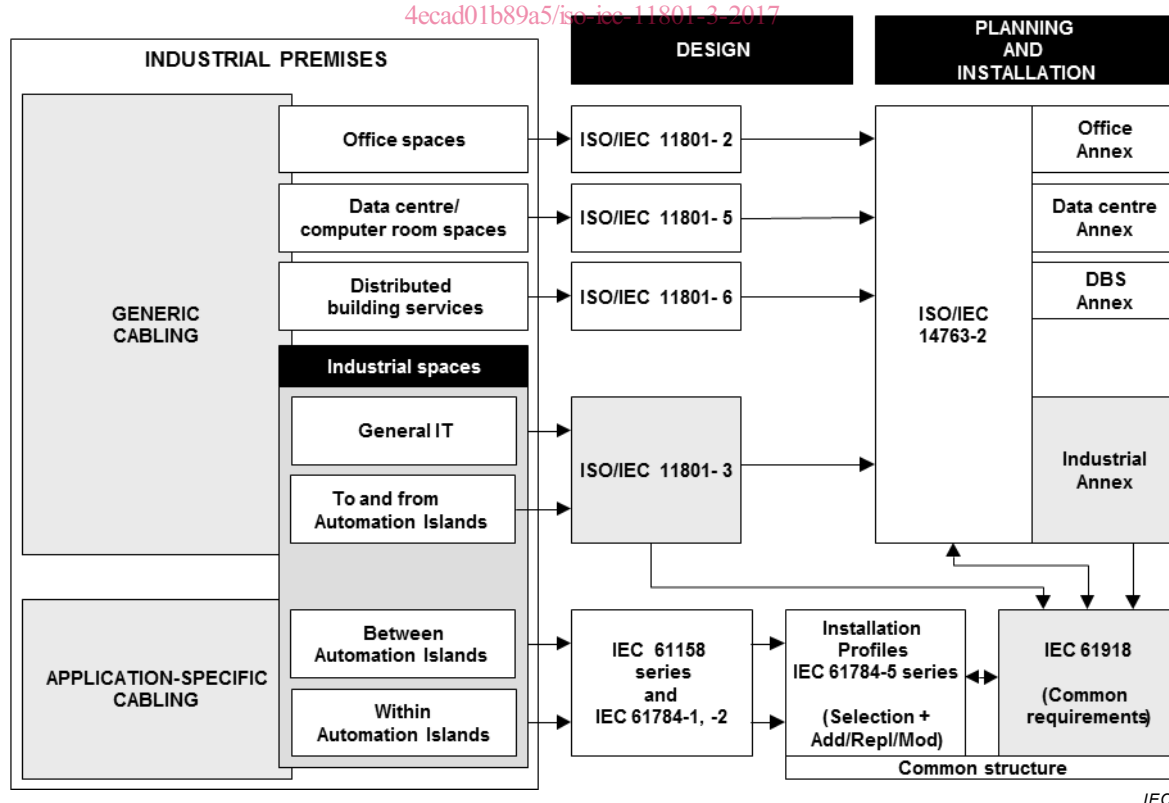 4ecad01b89a5/iso-iec-11801-3-2017
INDUSTRIAL PREMISES
DESIGN
PLANNING
AND
INSTALLATION
GENERIC
CABLING
Office spaces
ISO/IEC 11801- 2
Office
Annex
Data centre/
computer room spaces
ISO/IEC 11801- 5
Data centre
Annex
Distributed
building services
ISO/IEC 11801- 6
DBS
Annex
ISO/IEC
14763-2
Industrial spaces
General IT
To and from
Automation Islands
ISO/IEC 11801- 3
Industrial
Annex
APPLICATION-SPECIFIC
CABLING
Between
Automation Islands
Within
Automation Islands
IEC 61158
series
and
IEC 61784-1, -2
Installation
Profiles
IEC 61784-5 series
(Selection +
Add/Repl/Mod)
IEC 61918
(Common
requirements)
Common structure
IEC